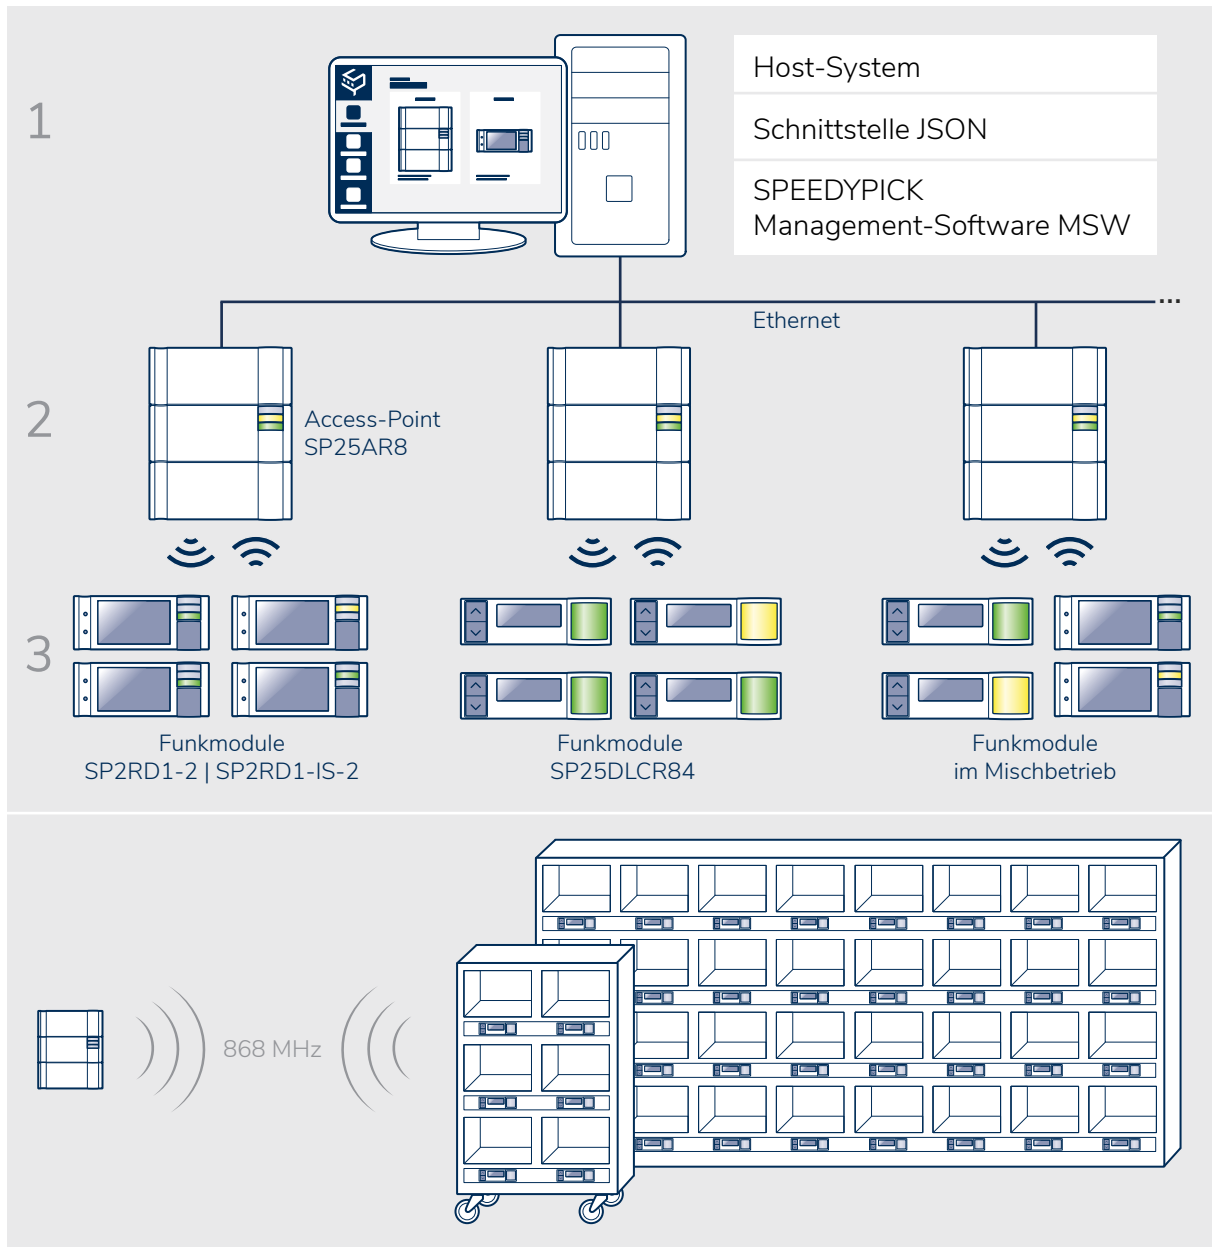 1
Host-System
Schnittstelle JSON
SPEEDYPICK
Management-Software MSW
...
Ethernet
2
Access-Point
SP25AR8
3
Funkmodule
SP2RD1-2 | SP2RD1-IS-2
Funkmodule
SP25DLCR84
Funkmodule
im Mischbetrieb
868 MHz